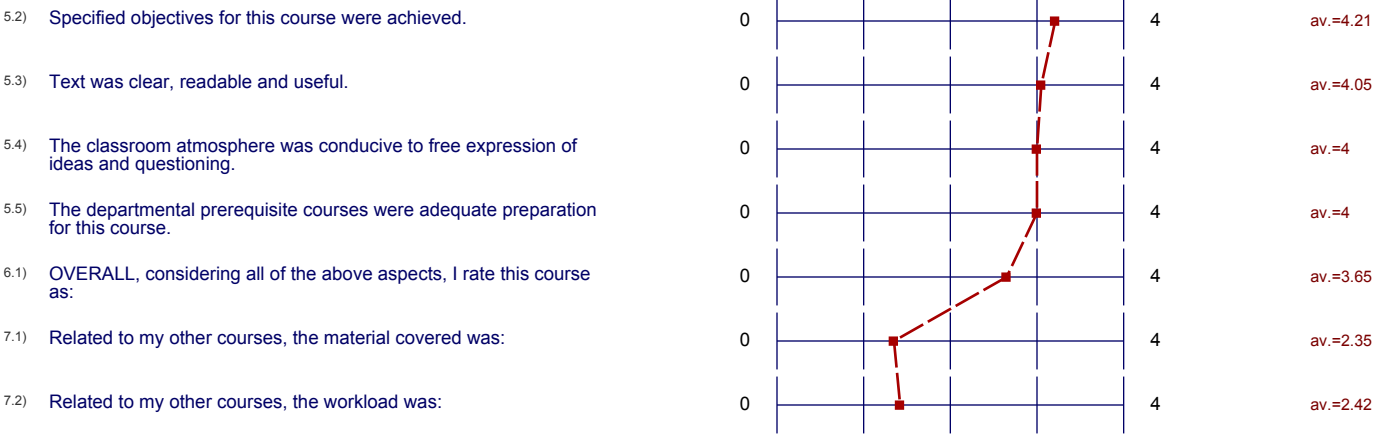 5.2) Specified objectives for this course were achieved. 0 4 av.=4.21
5.3) Text was clear, readable and useful. 0 4 av.=4.05
5.4) The classroom atmosphere was conducive to free expression of
ideas and questioning. 0 4 av.=4
5.5) The departmental prerequisite courses were adequate preparation
for this course. 0 4 av.=4
6.1) OVERALL, considering all of the above aspects, I rate this course
as: 0 4 av.=3.65
7.1) Related to my other courses, the material covered was: 0 4 av.=2.35
7.2) Related to my other courses, the workload was: 0 4 av.=2.42